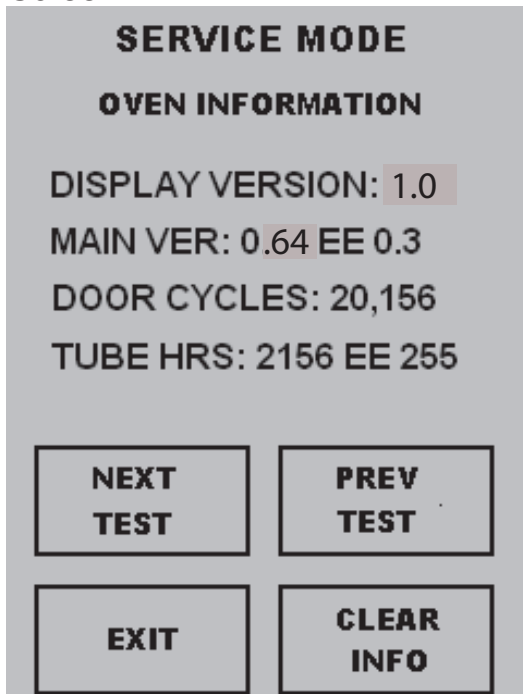 SERVICE MODE
OVEN INFORMATION
DISPLAY VERSION: 1.0
MAIN VER: 0.64 EE 0.3
DOOR CYCLES: 20,156
TUBE HRS: 2156 EE 255
NEXT
TEST
PREV
TEST
EXIT
CLEAR
INFO